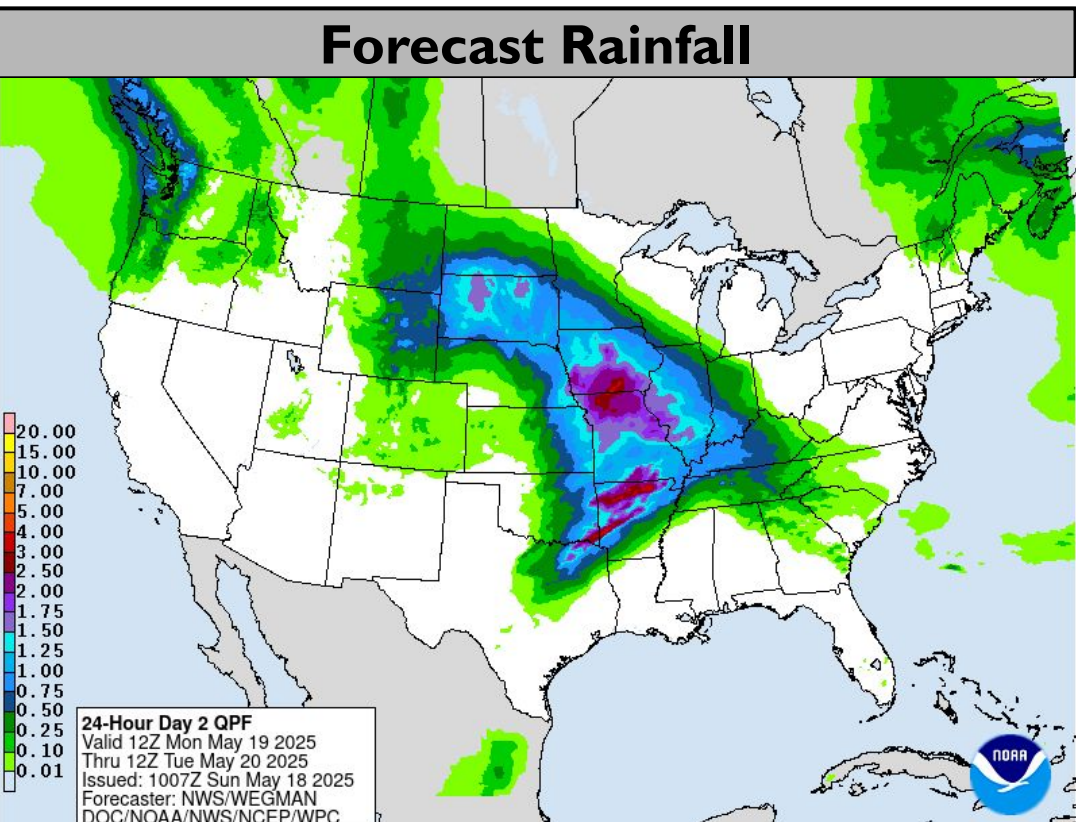 Forecast Rainfall
20.00
15.00
10.00
7.00
5.00
4.00
3.00
2.50
2.00
1.75
1.50
1.25
1.00
0.75
0.50
0.25
0.10
0.01
24-Hour Day 2 QPF
Valid 12Z Mon May 19 2025
Thru 12Z Tue May 20 2025
Issued: 1007Z Sun May 18 2025
Forecaster: NWS/WEGMAN
DOC/NOAA/NWS/NCEP/WPC
NOAA